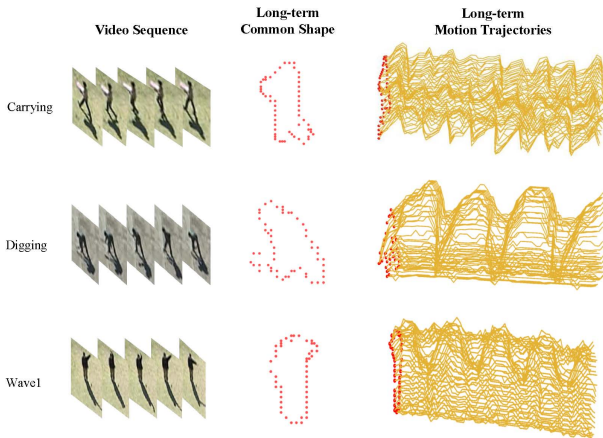 Video Sequence
Long-term
Common Shape
Long-term
Motion Trajectories
Carrying
Digging
Wave1